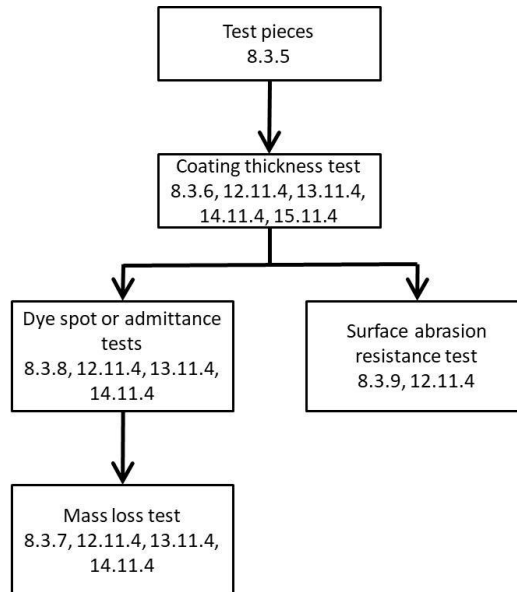 Test pieces
8.3.5
Coating thickness test
8.3.6, 12.11.4, 13.11.4,
14.11.4, 15.11.4
Dye spot or admittance
tests
8.3.8, 12.11.4, 13.11.4,
14.11.4
Surface abrasion
resistance test
8.3.9, 12.11.4
Mass loss test
8.3.7, 12.11.4, 13.11.4,
14.11.4